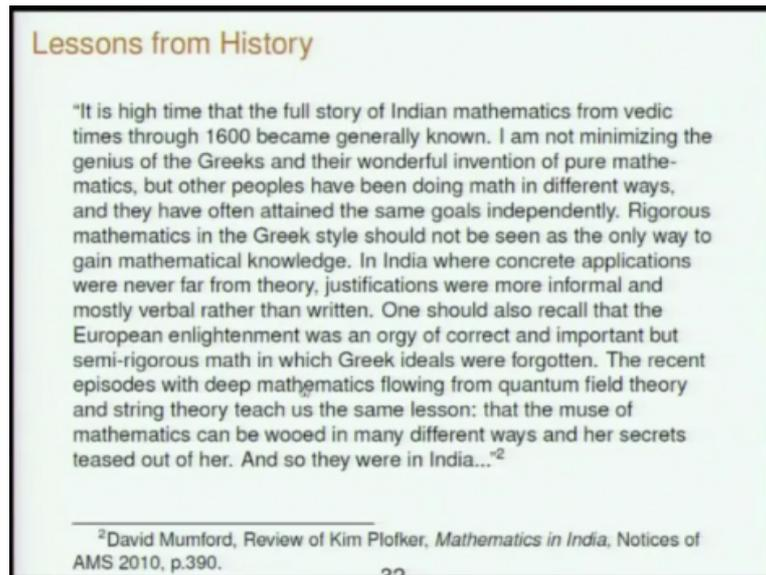 Lessons from History
“It is high time that the full story of Indian mathematics from vedic
times through 1600 became generally known. I am not minimizing the
genius of the Greeks and their wonderful invention of pure mathe-
matics, but other peoples have been doing math in different ways,
and they have often attained the same goals independently. Rigorous
mathematics in the Greek style should not be seen as the only way to
gain mathematical knowledge. In India where concrete applications
were never far from theory, justifications were more informal and
mostly verbal rather than written. One should also recall that the
European enlightenment was an orgy of correct and important but
semi-rigorous math in which Greek ideals were forgotten. The recent
episodes with deep mathematics flowing from quantum field theory
and string theory teach us the same lesson: that the muse of
mathematics can be wooed in many different ways and her secrets
teased out of her. And so they were in India...”2
2David Mumford, Review of Kim Plofker, Mathematics in India, Notices of
AMS 2010, p.390.
32